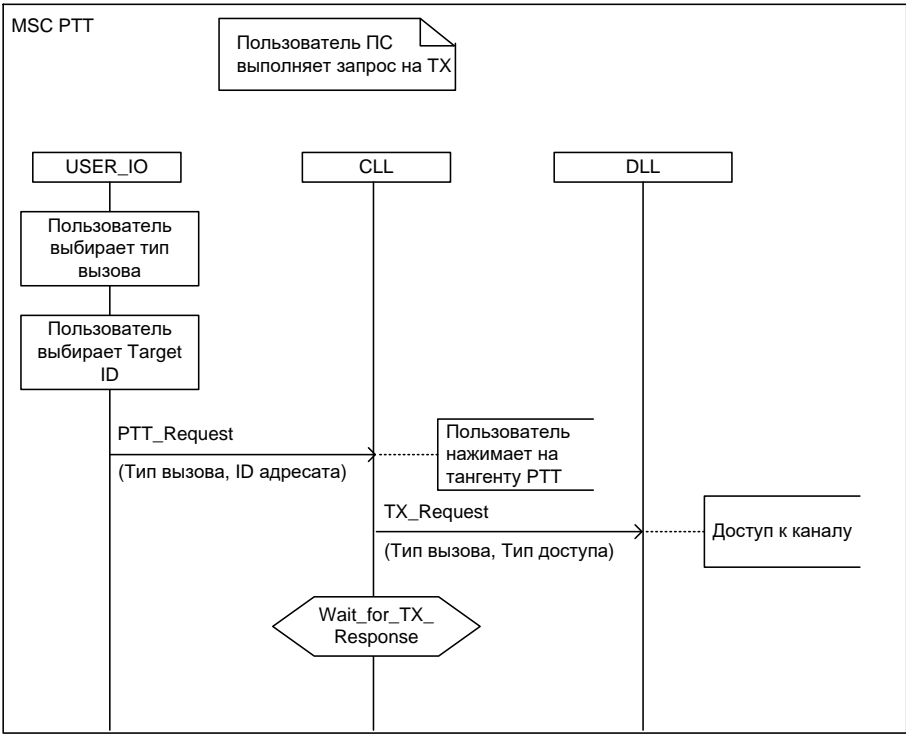 MSC PTT
Пользователь ПС
выполняет запрос на TX
USER_IO
CLL
DLL
Пользователь
выбирает тип
вызова
Пользователь
выбирает Target
ID
PTT_Request
(Тип вызова, ID адресата)
Пользователь
нажимает на
тангенту PTT
TX_Request
(Тип вызова, Тип доступа)
Доступ к каналу
Wait_for_TX_
Response